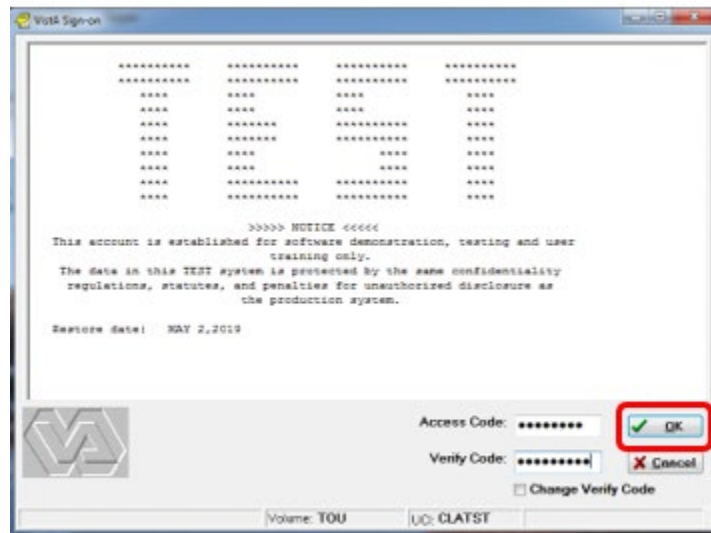 VistA Sign-on
TEST
>>>>> NOTICE <<<<<
This account is established for software demonstration, testing and user
training only.
The data in this TEST system is protected by the same confidentiality
regulations, statutes, and penalties for unauthorized disclosure as
the production system.
Restore date: MAY 2,2019
VA
Access Code: ●●●●●●●● OK
Verify Code: ●●●●●●●●● Cancel
Change Verify Code
Volume: TOU UCI: CLATST